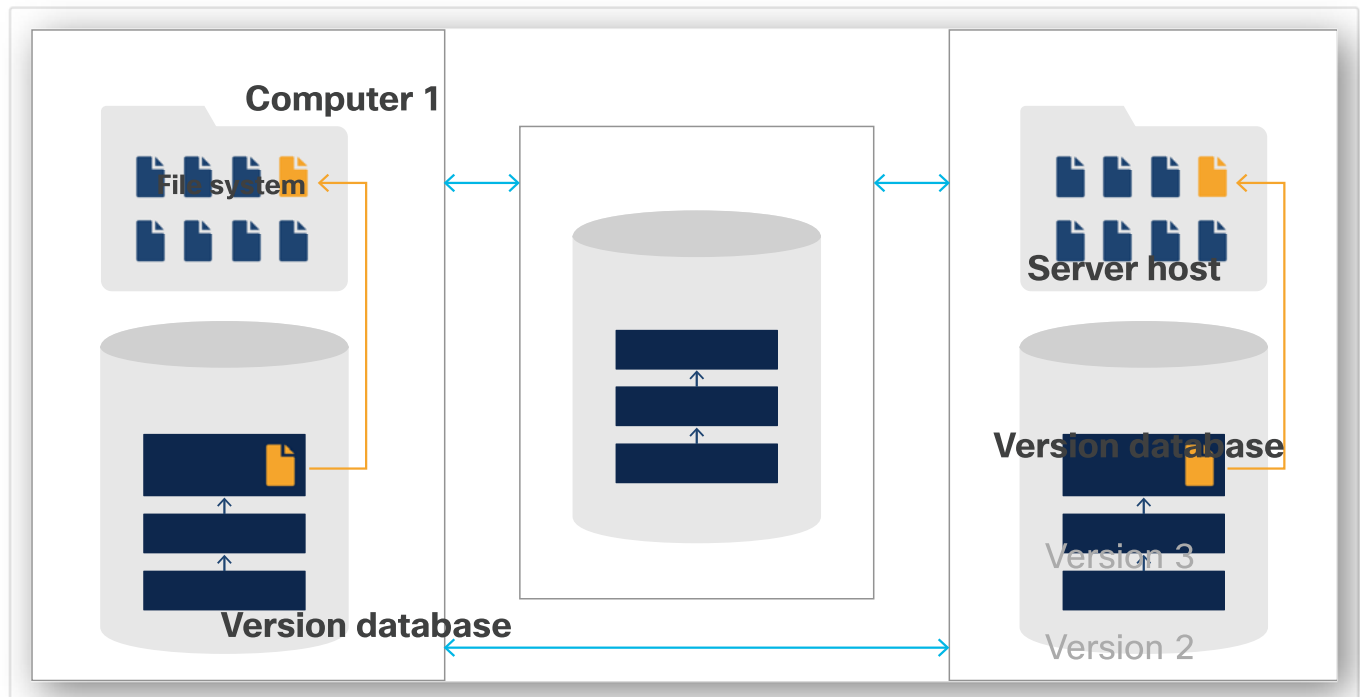 Computer 1
File system
Server host
Version database
Version 3
Version database
Version 2